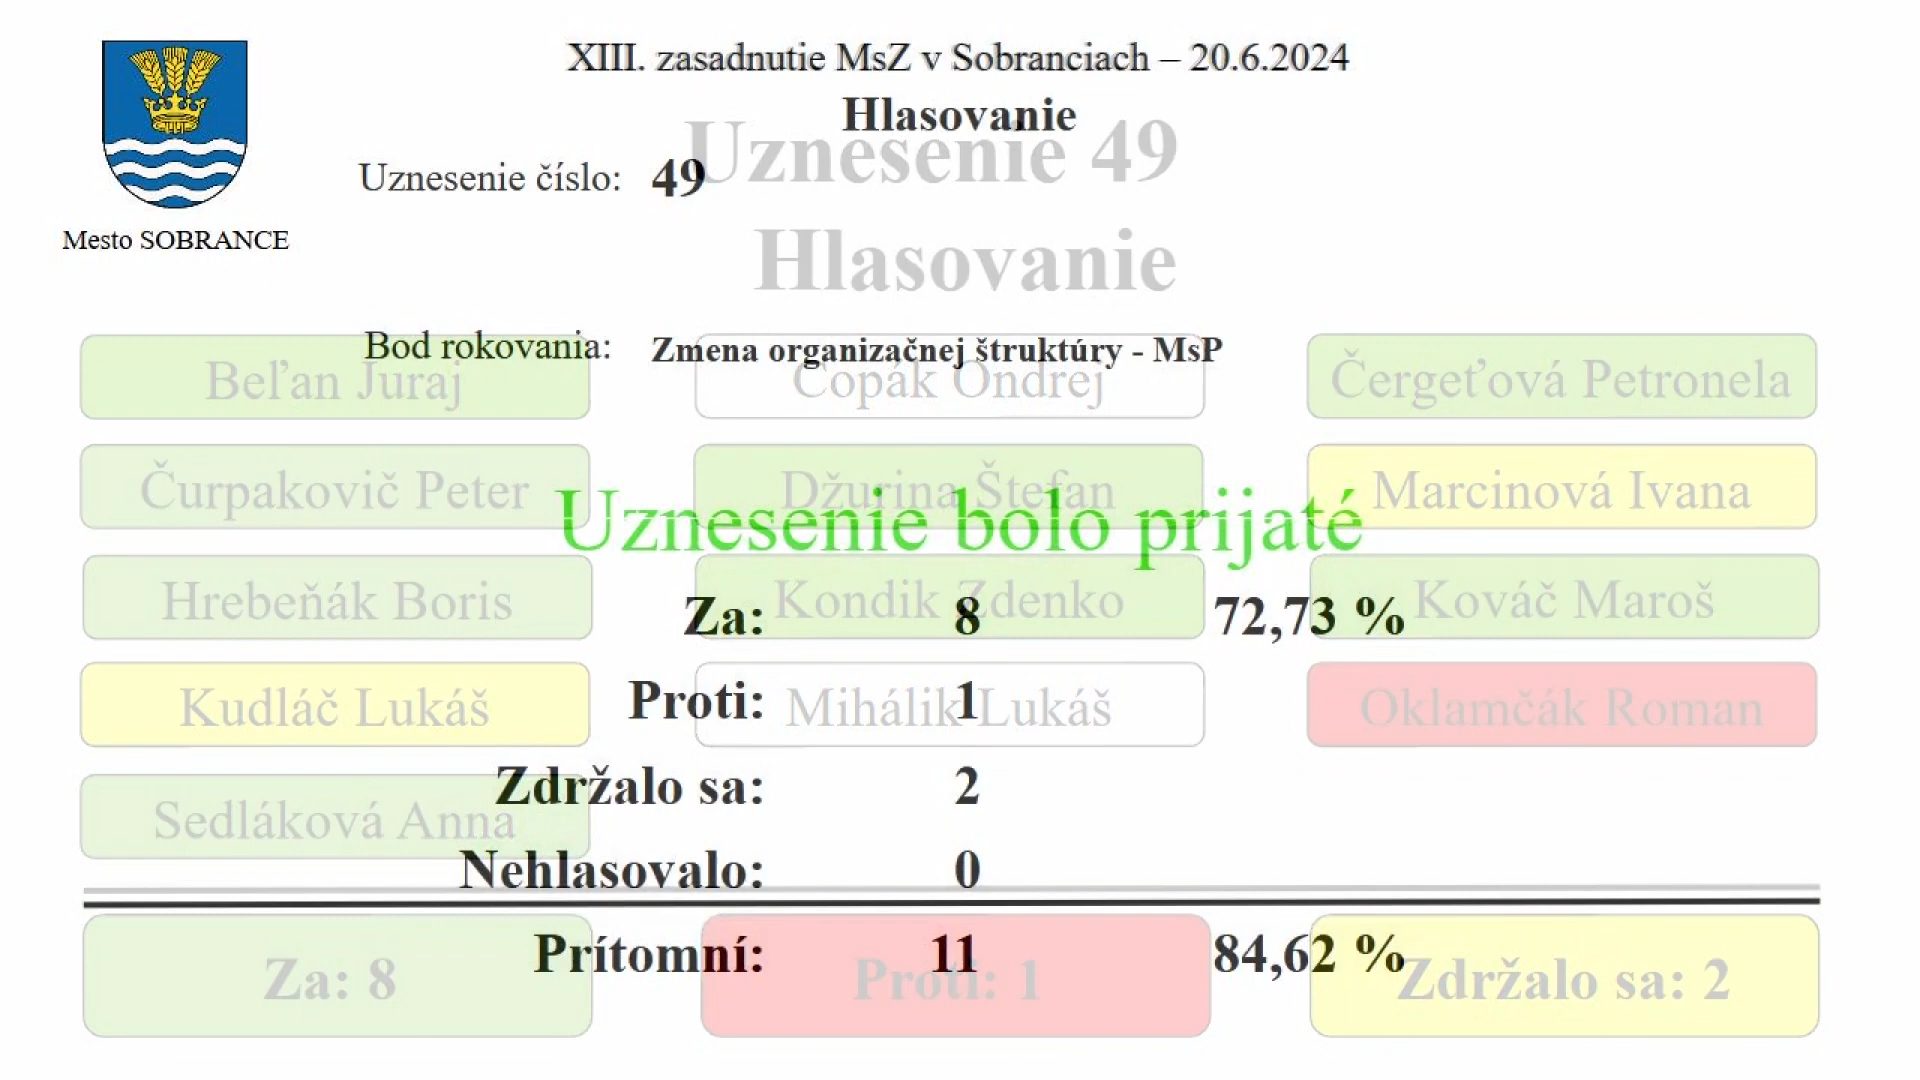 XIII. zasadnutie MsZ v Sobranciach – 20.6.2024
Hlasovanie
Uznesenie 49
Uznesenie číslo: 49
Mesto SOBRANCE
Hlasovanie
Bod rokovania: Zmena organizačnej štruktúry - MsP
Beľan Juraj
Copák Ondrej
Čergeťová Petronela
Čurpakovič Peter
Džurina Štefan
Marcinová Ivana
Uznesenie bolo prijaté
Hrebeňák Boris
Kondik Zdenko
Kováč Maroš
Za: 8 72,73 %
Kudláč Lukáš
Mihálik Lukáš
Oklamčák Roman
Proti: 1
Zdržalo sa: 2
Sedláková Anna
Nehlasovalo: 0
Prítomní: 11 84,62 %
Za: 8
Proti: 1
Zdržalo sa: 2